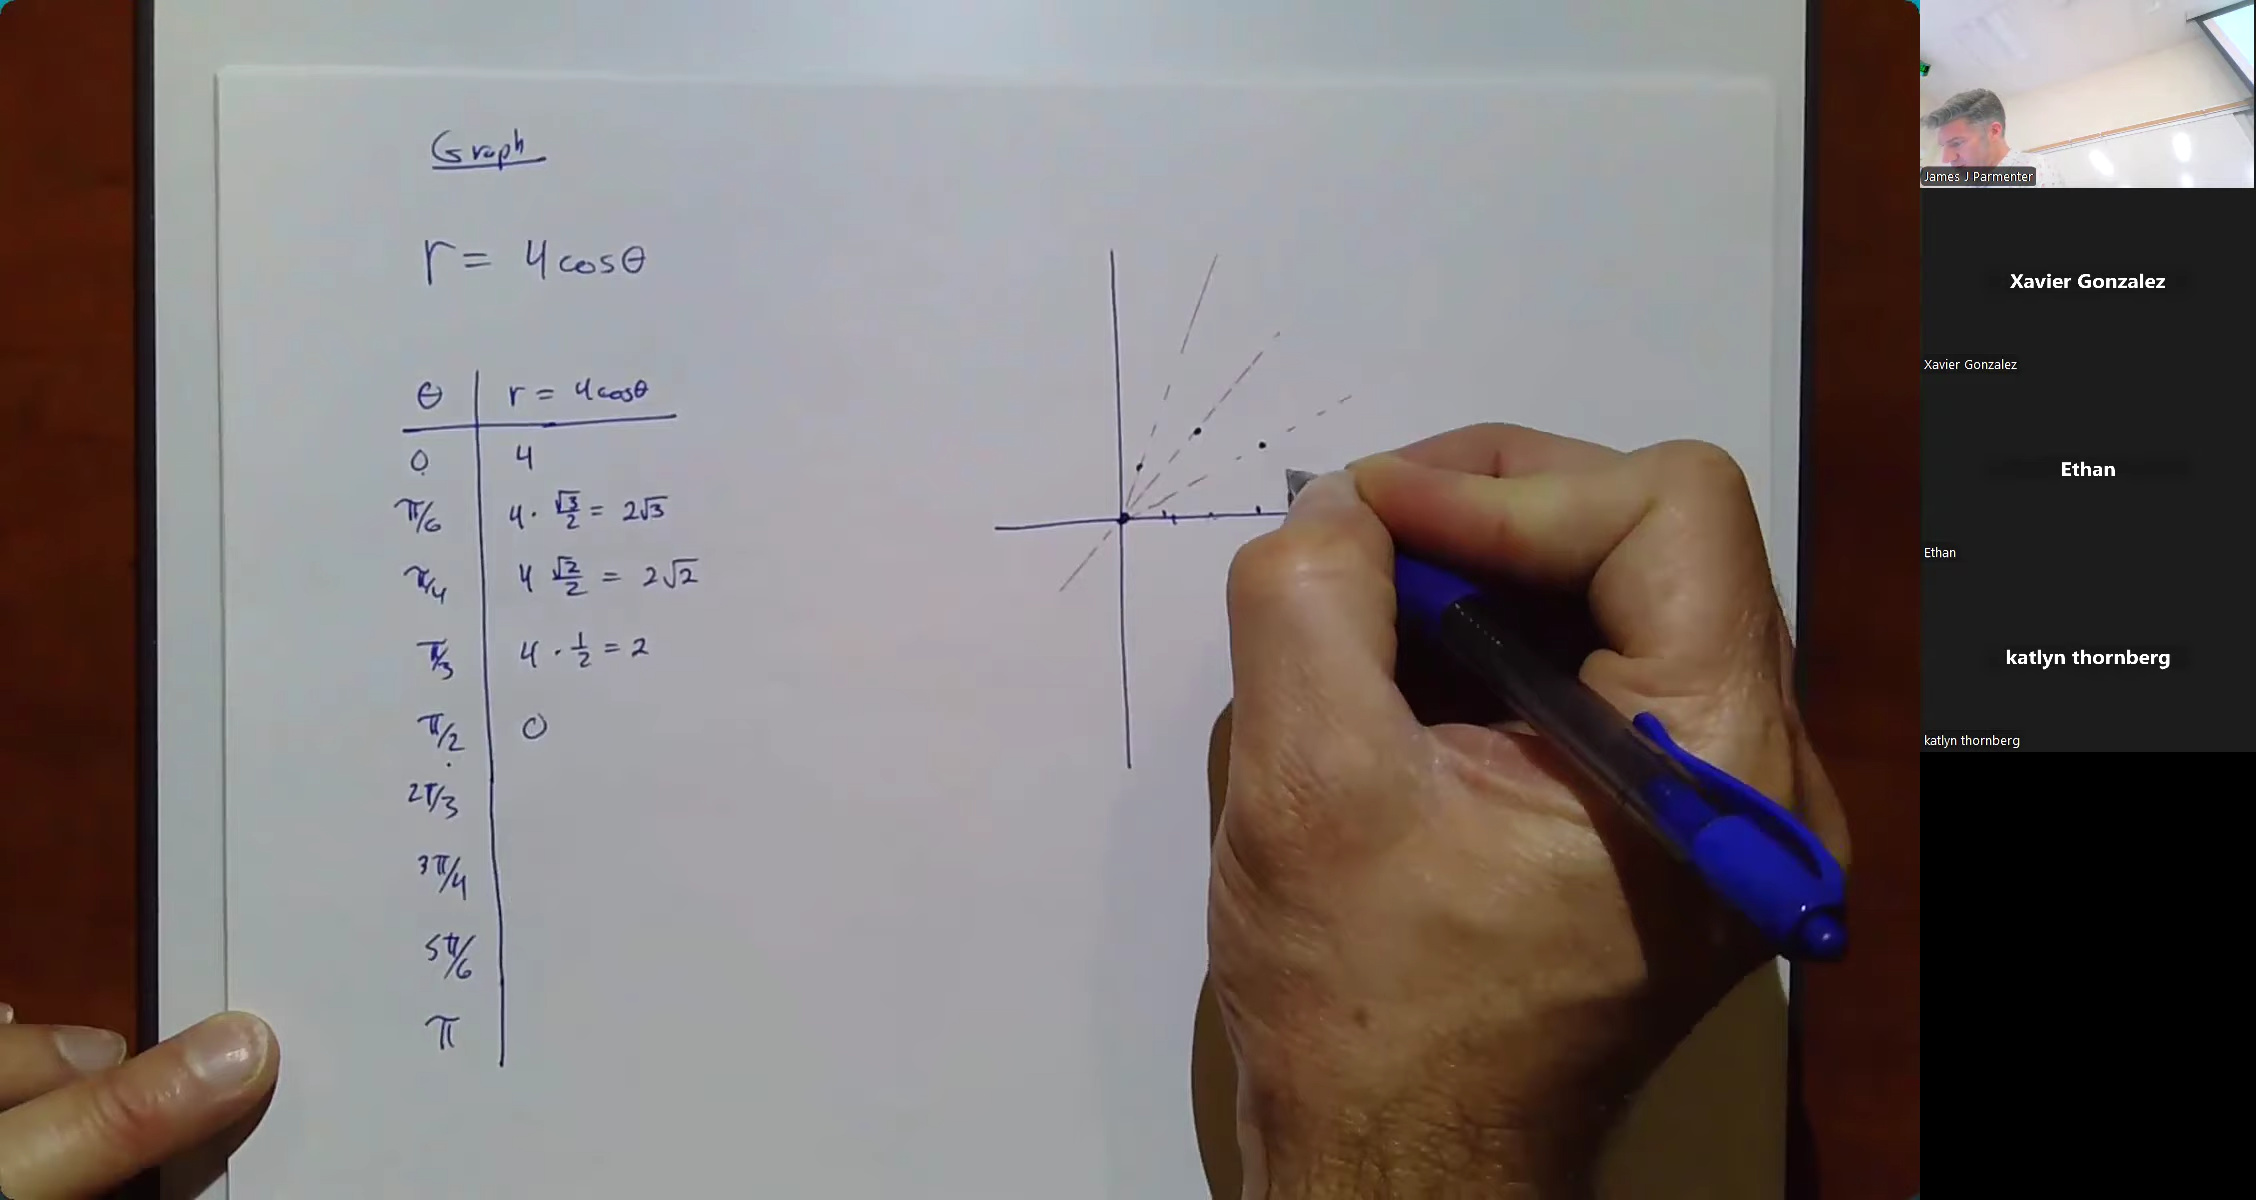 Graph
r = 4cosθ
θ r = 4cosθ
0 4
π/6 4 · √3/2 = 2√3
π/4 4 √2/2 = 2√2
π/3 4 · 1/2 = 2
π/2 0
2π/3
3π/4
5π/6
π
James J Parmenter
Xavier Gonzalez
Xavier Gonzalez
Ethan
Ethan
katlyn thornberg
katlyn thornberg